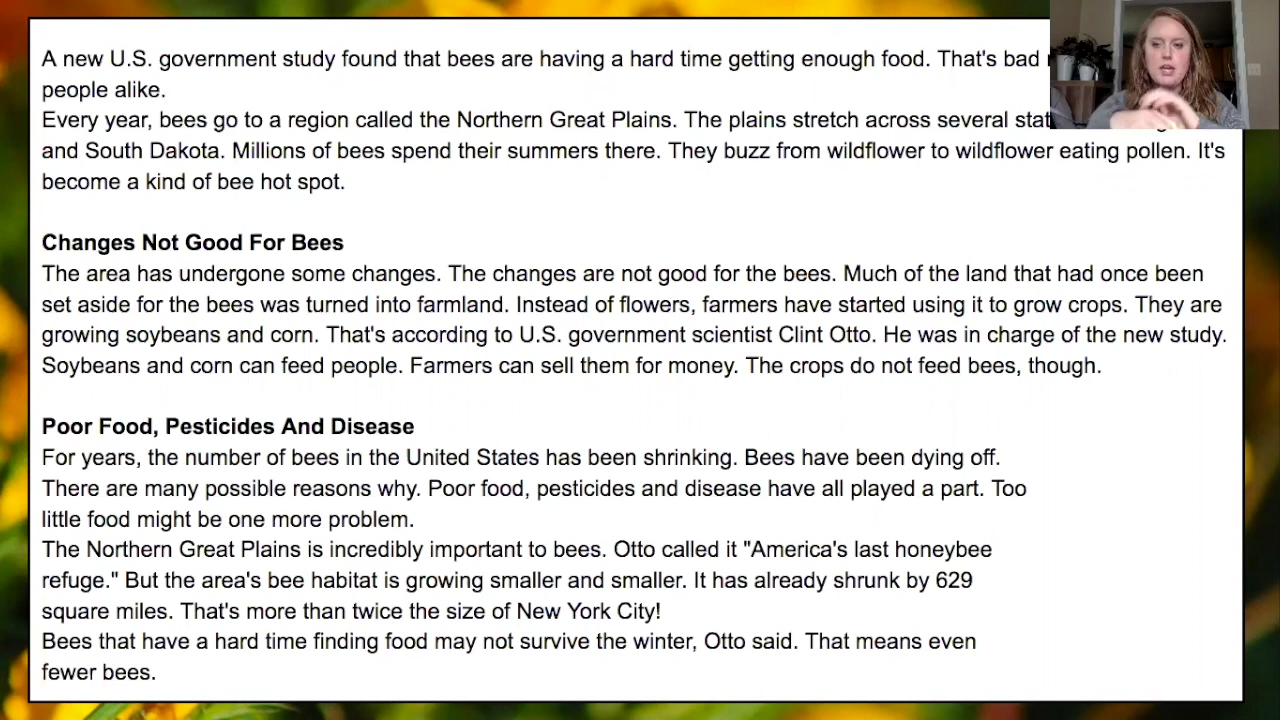 A new U.S. government study found that bees are having a hard time getting enough food. That's bad
people alike.
Every year, bees go to a region called the Northern Great Plains. The plains stretch across several
and South Dakota. Millions of bees spend their summers there. They buzz from wildflower to wildflower eating pollen. It's
become a kind of bee hot spot.
Changes Not Good For Bees
The area has undergone some changes. The changes are not good for the bees. Much of the land that had once been
set aside for the bees was turned into farmland. Instead of flowers, farmers have started using it to grow crops. They are
growing soybeans and corn. That's according to U.S. government scientist Clint Otto. He was in charge of the new study.
Soybeans and corn can feed people. Farmers can sell them for money. The crops do not feed bees, though.
Poor Food, Pesticides And Disease
For years, the number of bees in the United States has been shrinking. Bees have been dying off.
There are many possible reasons why. Poor food, pesticides and disease have all played a part. Too
little food might be one more problem.
The Northern Great Plains is incredibly important to bees. Otto called it "America's last honeybee
refuge." But the area's bee habitat is growing smaller and smaller. It has already shrunk by 629
square miles. That's more than twice the size of New York City!
Bees that have a hard time finding food may not survive the winter, Otto said. That means even
fewer bees.